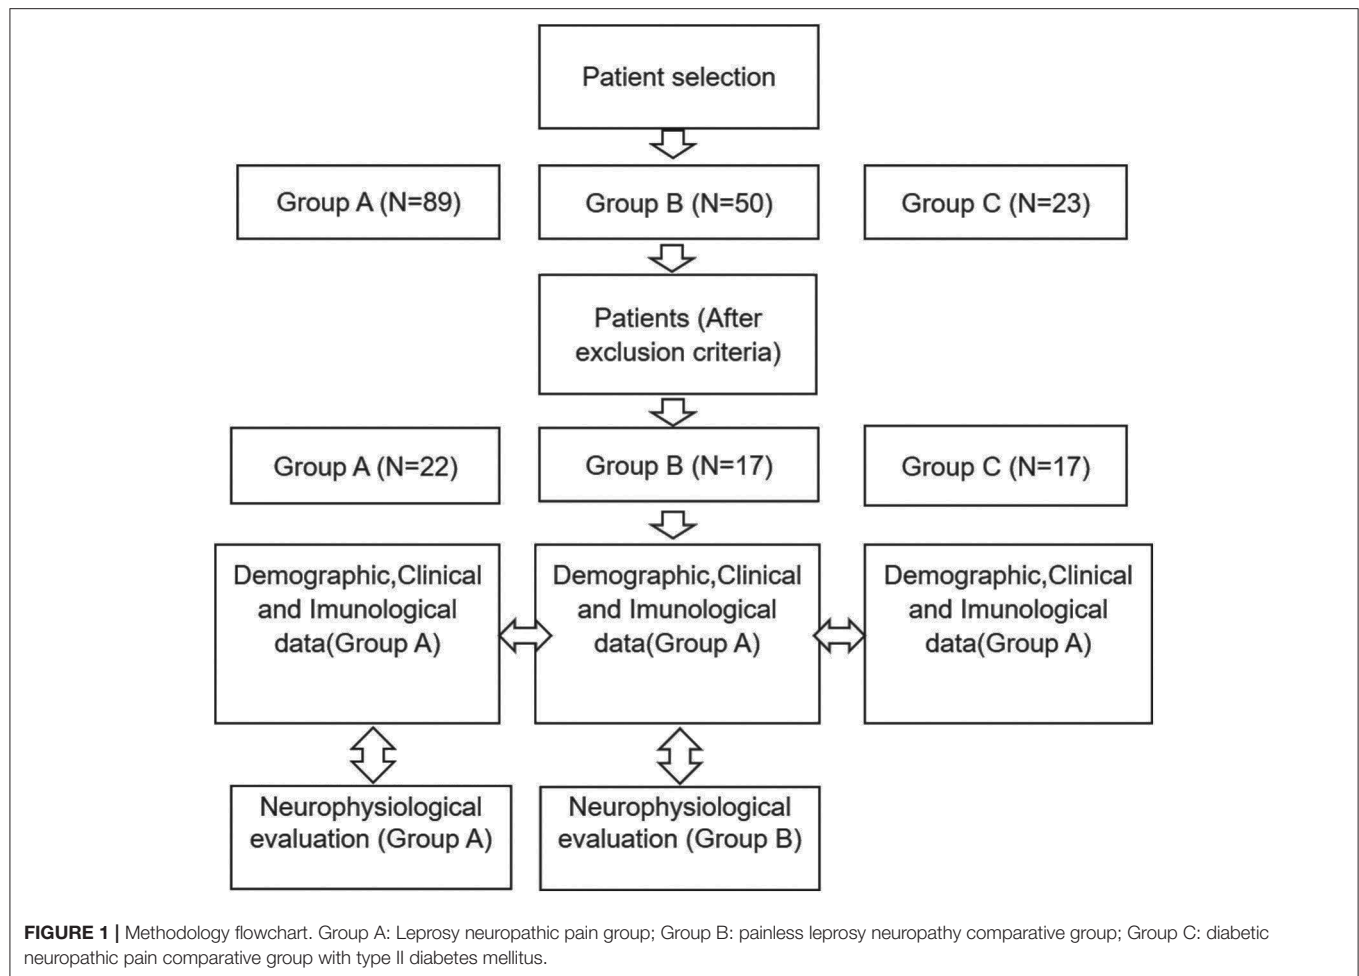 Patient selection
Group A (N=89)
Group B (N=50)
Group C (N=23)
Patients (After
exclusion criteria)
Group A (N=22)
Group B (N=17)
Group C (N=17)
Demographic,Clinical
and Imunological
data(Group A)
Demographic,Clinical
and Imunological
data(Group A)
Demographic,Clinical
and Imunological
data(Group A)
Neurophysiological
evaluation (Group A)
Neurophysiological
evaluation (Group B)
FIGURE 1 | Methodology flowchart. Group A: Leprosy neuropathic pain group; Group B: painless leprosy neuropathy comparative group; Group C: diabetic
neuropathic pain comparative group with type II diabetes mellitus.